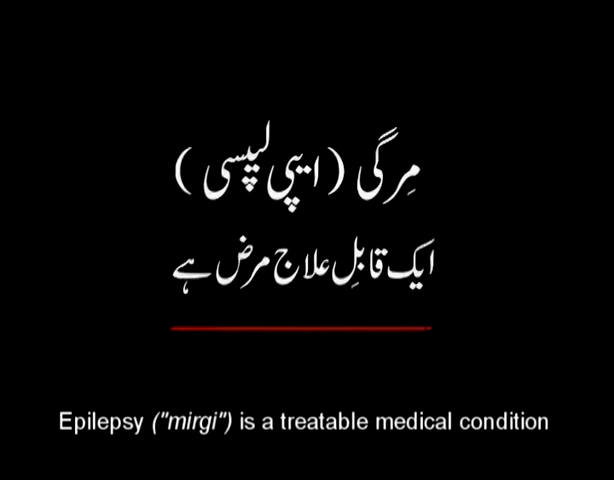 مِرگی (ایپی لیپسی)
ایک قابلِ علاج مرض ہے
Epilepsy ("mirgi") is a treatable medical condition